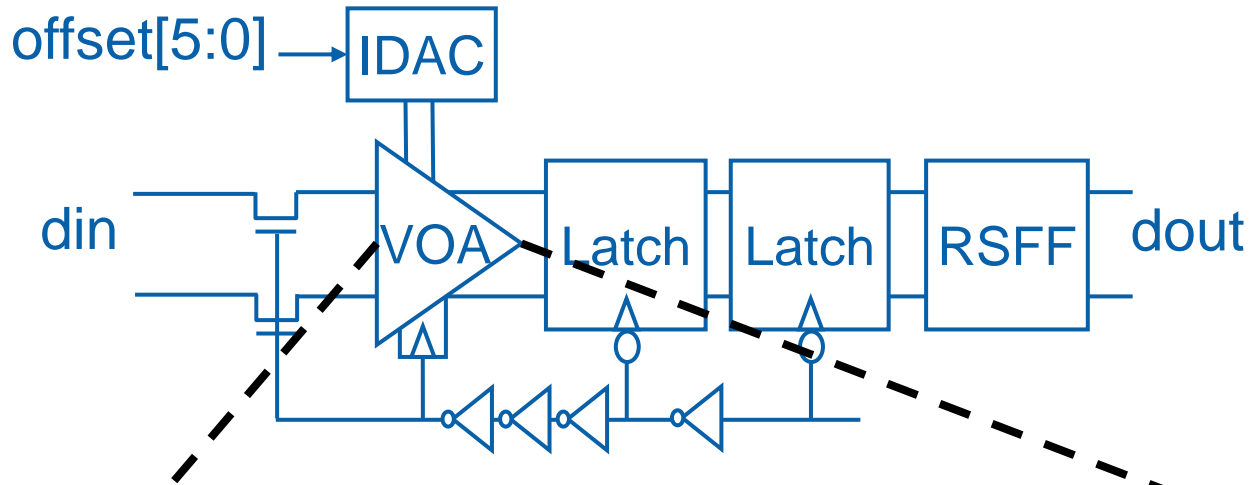 offset[5:0]
IDAC
din
VOA
Latch
Latch
RSFF
dout